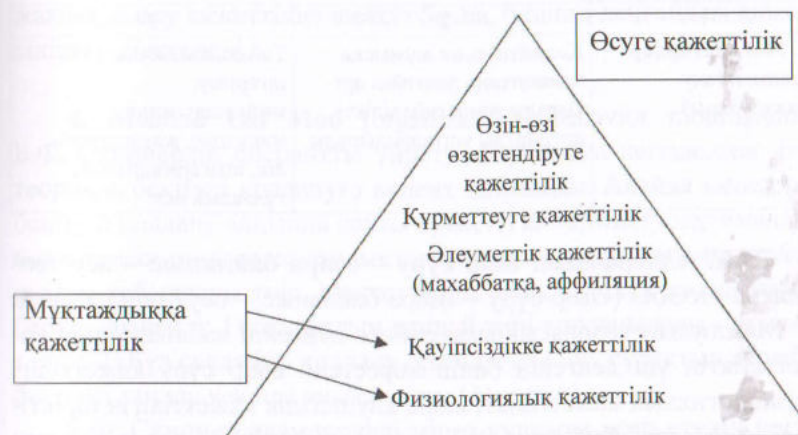 Өсуге қажеттілік
Өзін-өзі
өзектендіруге
қажеттілік
Құрметтеуге қажеттілік
Әлеуметтік қажеттілік
(махаббатқа, аффиляция)
Мұқтаждыққа
қажеттілік
Қауіпсіздікке қажеттілік
Физиологиялық қажеттілік